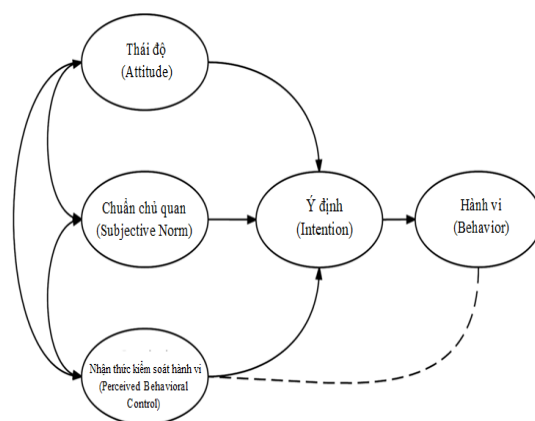 Thái độ
(Attitude)
Chuẩn chủ quan
(Subjective Norm)
Ý định
(Intention)
Hành vi
(Behavior)
Nhận thức kiểm soát hành vi
(Perceived Behavioral
Control)